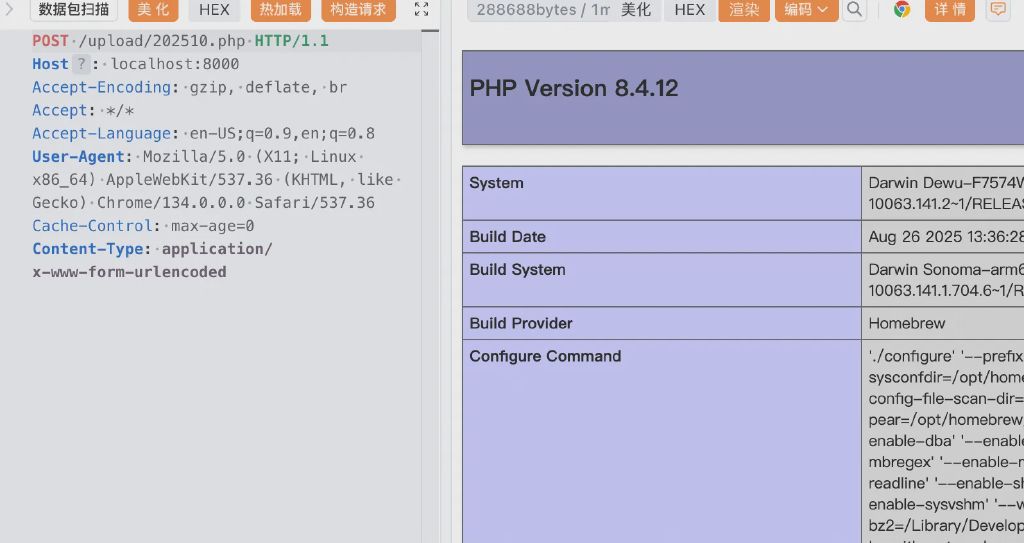 数据包扫描 美化 HEX 热加载 构造请求
POST /upload/202510.php HTTP/1.1
Host ? : localhost:8000
Accept-Encoding: gzip, deflate, br
Accept: */*
Accept-Language: en-US;q=0.9,en;q=0.8
User-Agent: Mozilla/5.0 (X11; Linux
x86_64) AppleWebKit/537.36 (KHTML, like
Gecko) Chrome/134.0.0.0 Safari/537.36
Cache-Control: max-age=0
Content-Type: application/
x-www-form-urlencoded
288688bytes / 1m 美化 HEX 渲染 编码 详情
PHP Version 8.4.12
System
Darwin Dewu-F7574W
10063.141.2~1/RELEAS
Build Date
Aug 26 2025 13:36:28
Build System
Darwin Sonoma-arm6
10063.141.1.704.6~1/R
Build Provider
Homebrew
Configure Command
'./configure' '--prefix
sysconfdir=/opt/home
config-file-scan-dir=
pear=/opt/homebrew,
enable-dba' '--enabl
mbregex' '--enable-
readline' '--enable-sh
enable-sysvshm' '--w
bz2=/Library/Develop